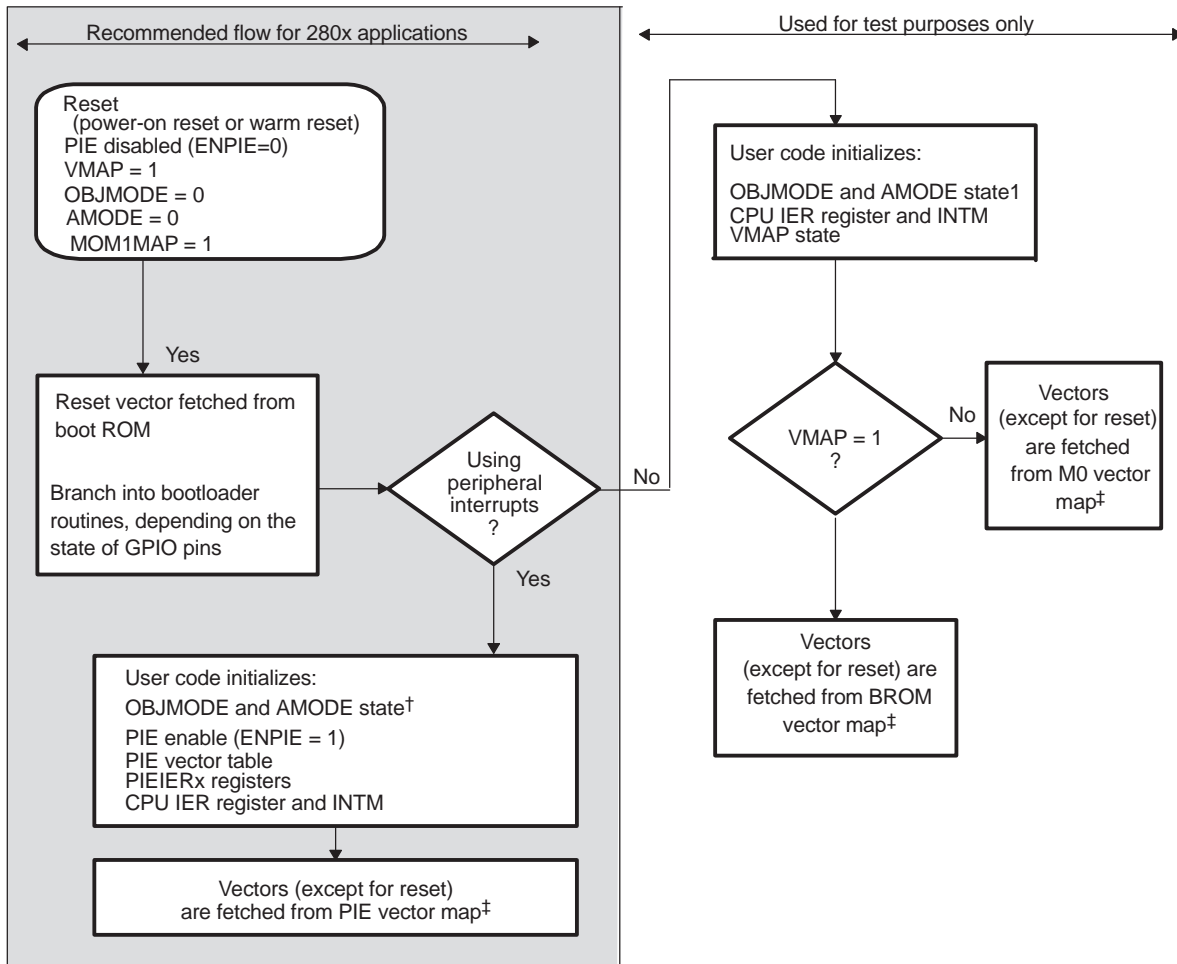 Recommended flow for 280x applications
Used for test purposes only
Reset
(power-on reset or warm reset)
PIE disabled (ENPIE=0)
VMAP = 1
OBJMODE = 0
AMODE = 0
MOM1MAP = 1
Yes
Reset vector fetched from
boot ROM
Branch into bootloader
routines, depending on the
state of GPIO pins
Using
peripheral
interrupts
?
No
Yes
User code initializes:
OBJMODE and AMODE state†
PIE enable (ENPIE = 1)
PIE vector table
PIEIERx registers
CPU IER register and INTM
Vectors (except for reset)
are fetched from PIE vector map‡
User code initializes:
OBJMODE and AMODE state1
CPU IER register and INTM
VMAP state
VMAP = 1
?
No
Vectors
(except for reset)
are fetched
from M0 vector
map‡
Vectors
(except for reset) are
fetched from BROM
vector map‡